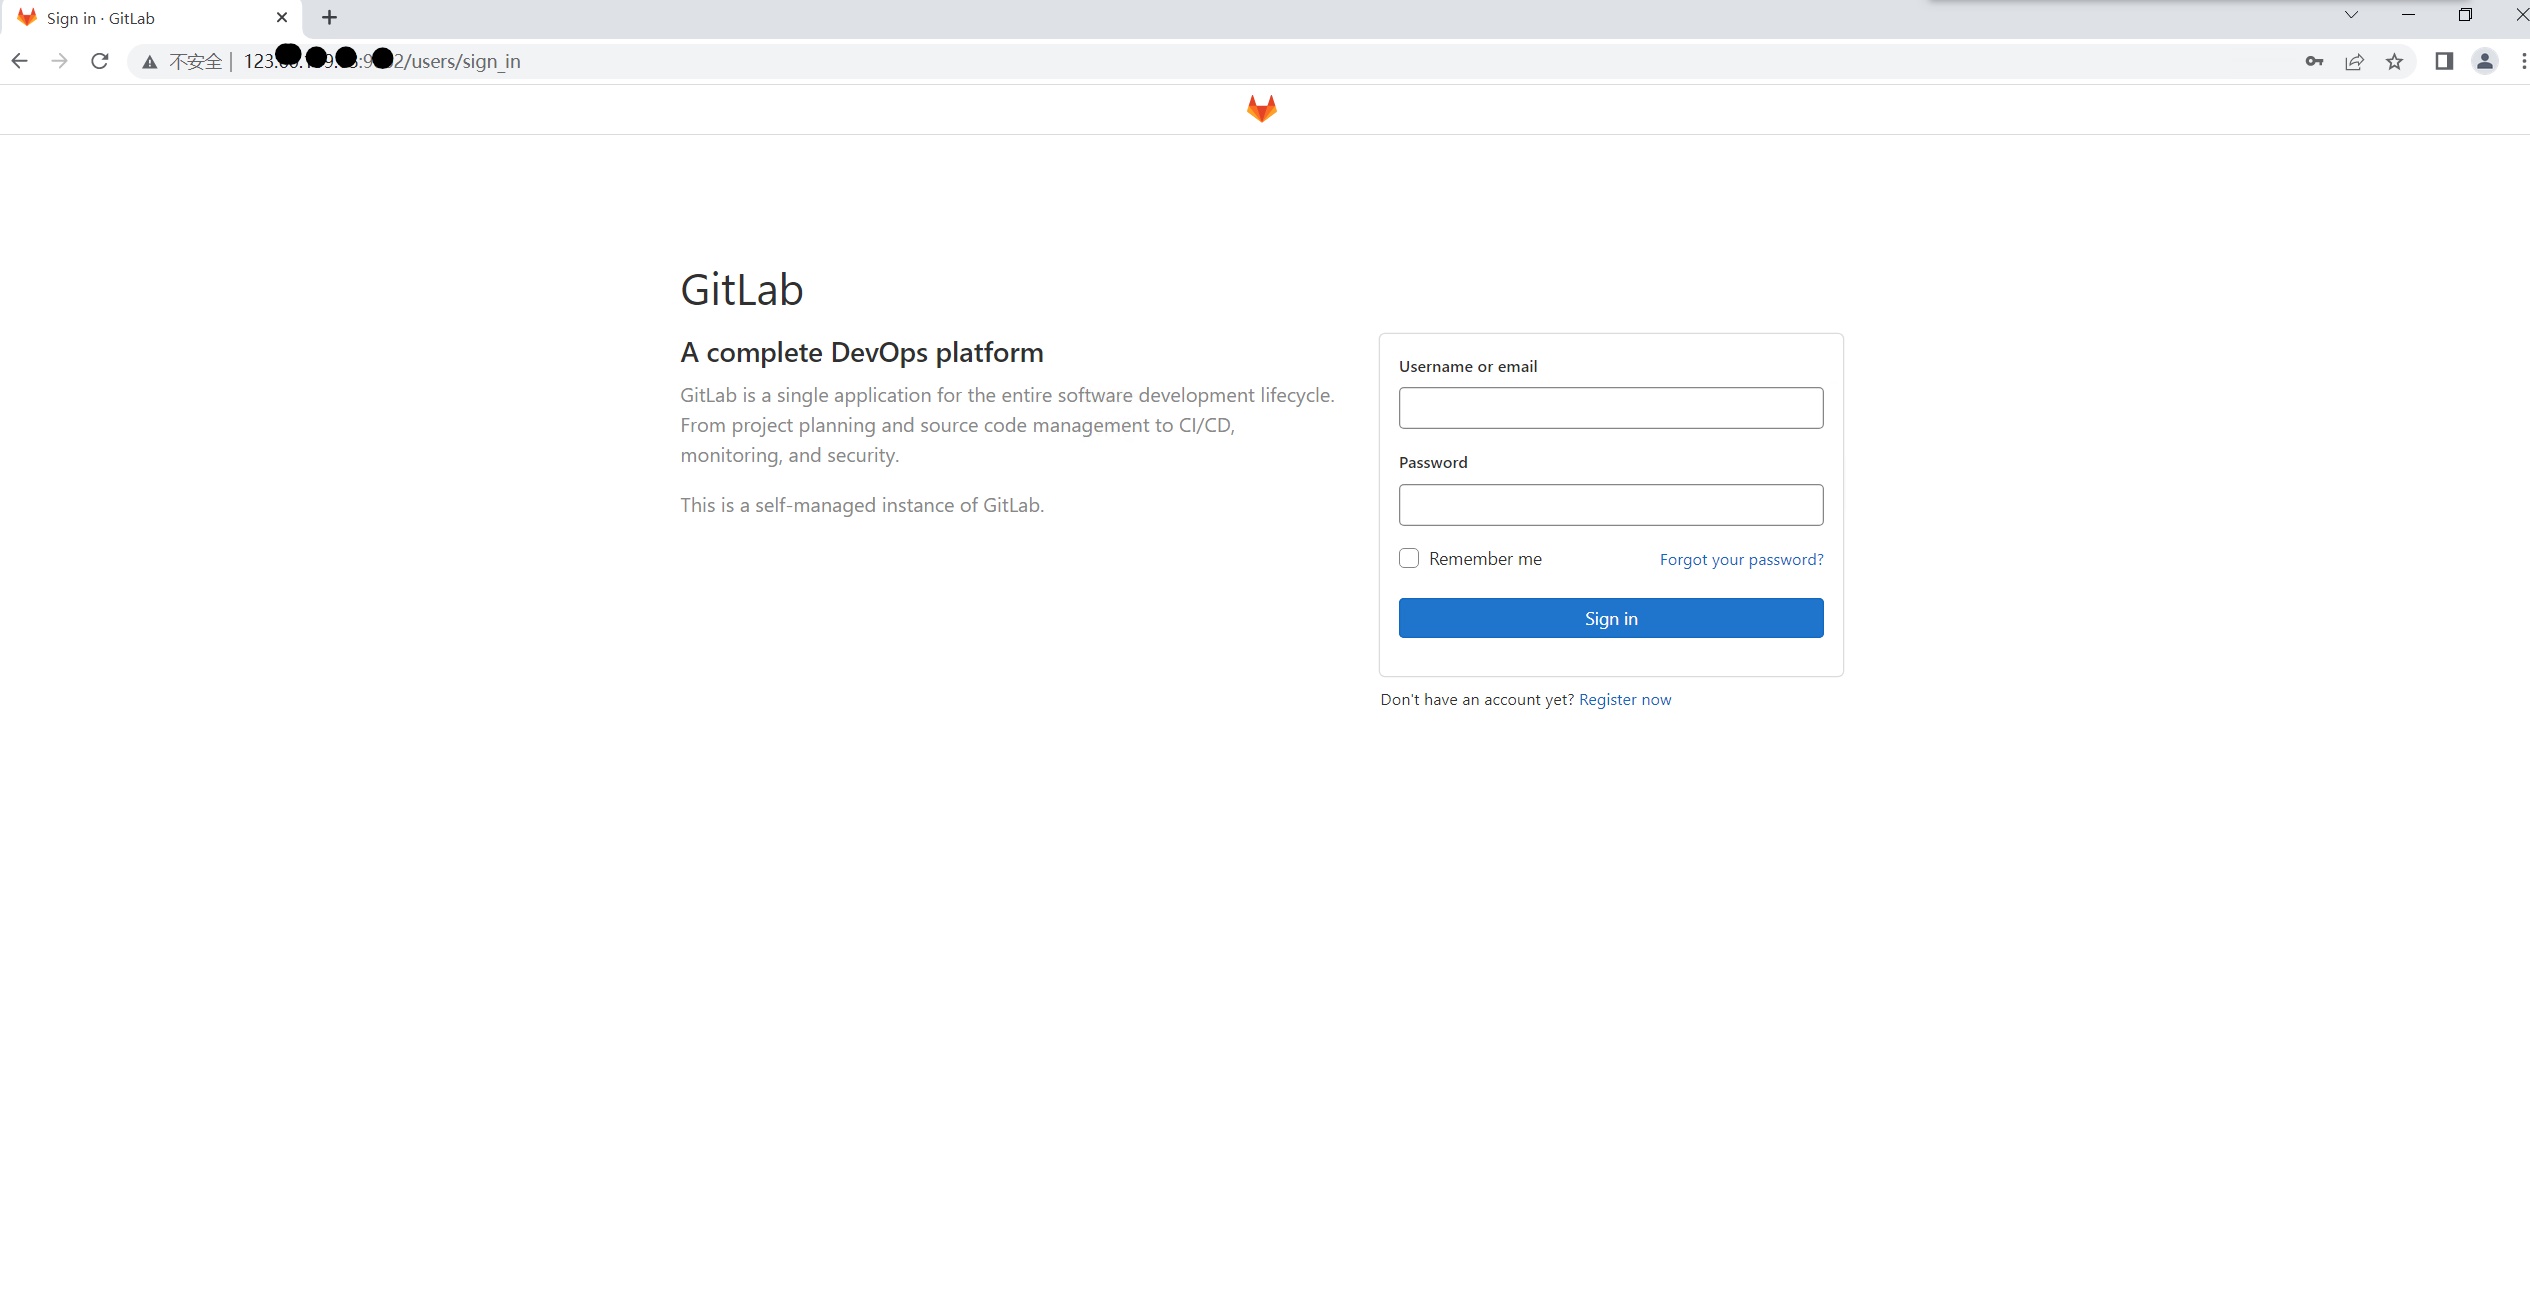 Sign in · GitLab
不安全 | 123. 2/users/sign_in
GitLab
A complete DevOps platform
GitLab is a single application for the entire software development lifecycle.
From project planning and source code management to CI/CD,
monitoring, and security.
This is a self-managed instance of GitLab.
Username or email
Password
Remember me
Forgot your password?
Sign in
Don't have an account yet? Register now